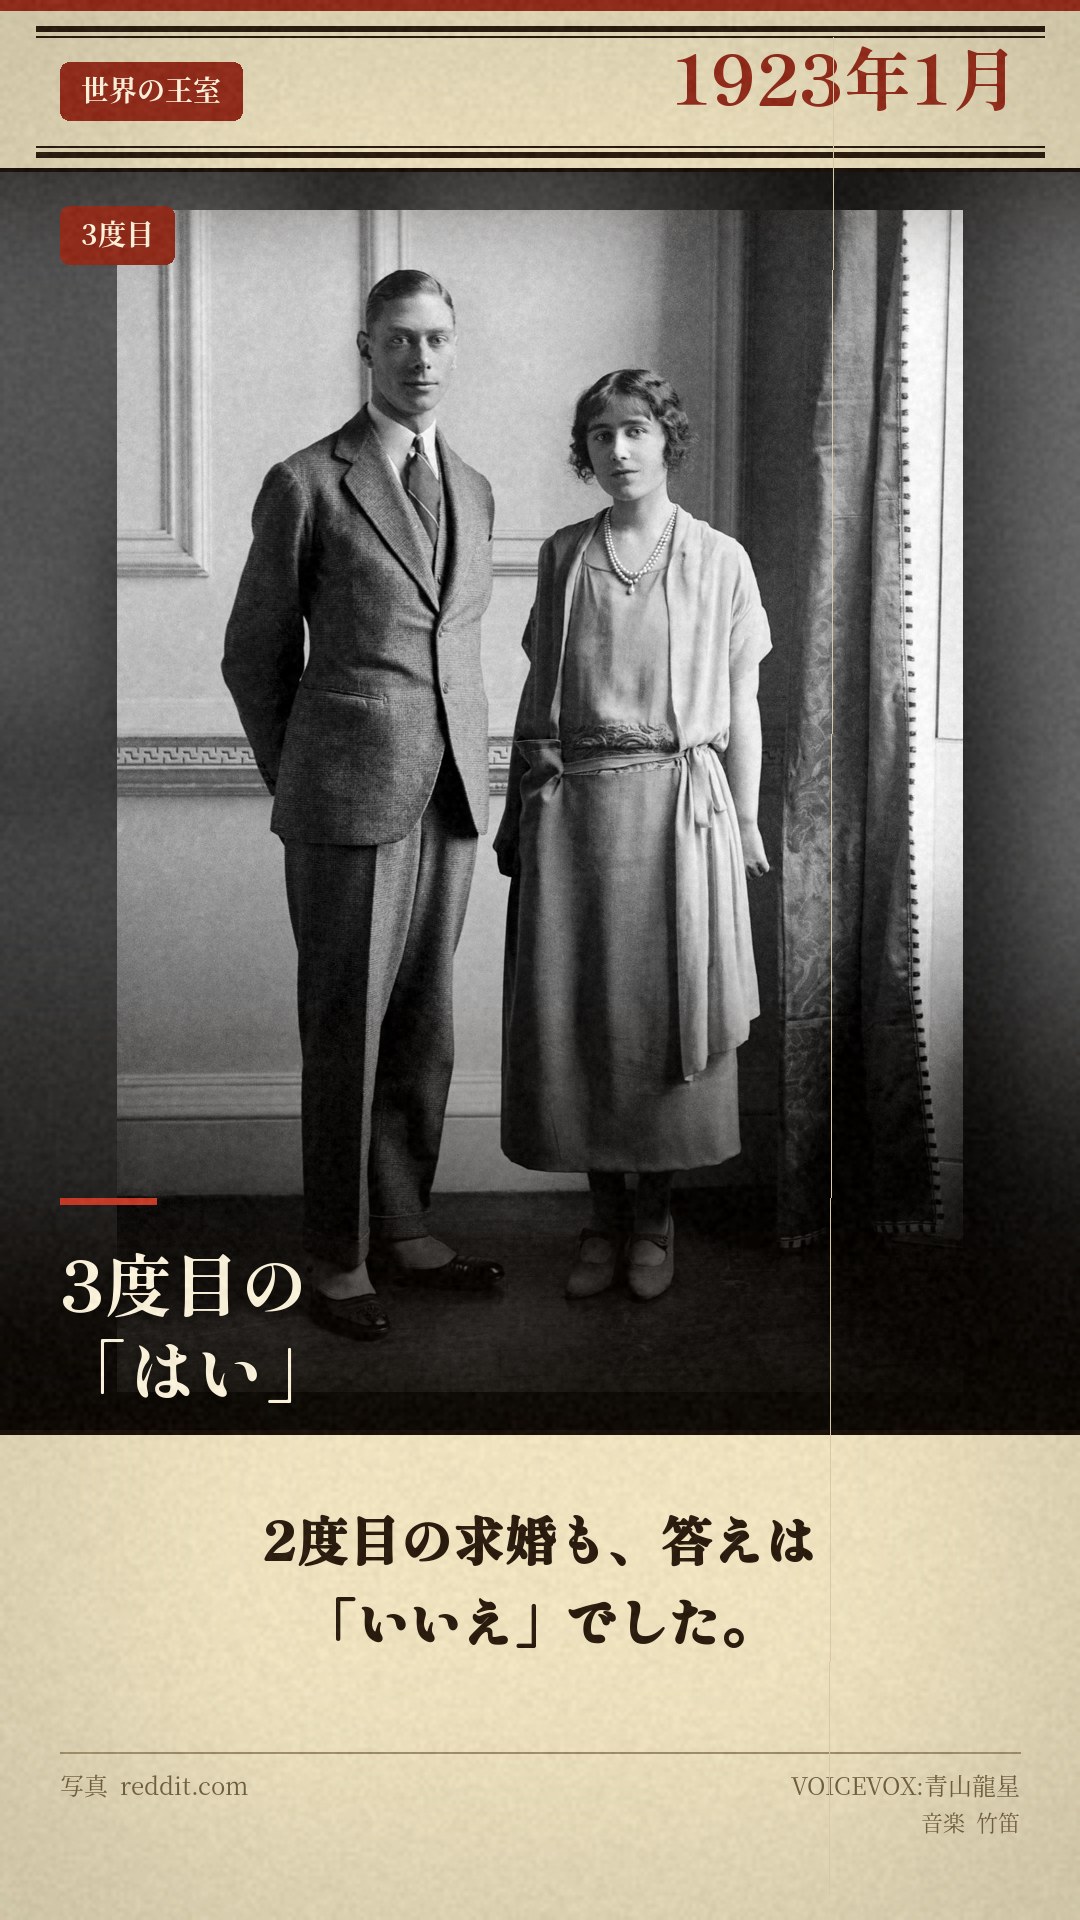 世界の王室
1923年1月
3度目
3度目の
「はい」
2度目の求婚も、答えは
「いいえ」でした。
写真 reddit.com
VOICEVOX:青山龍星
音楽 竹笛